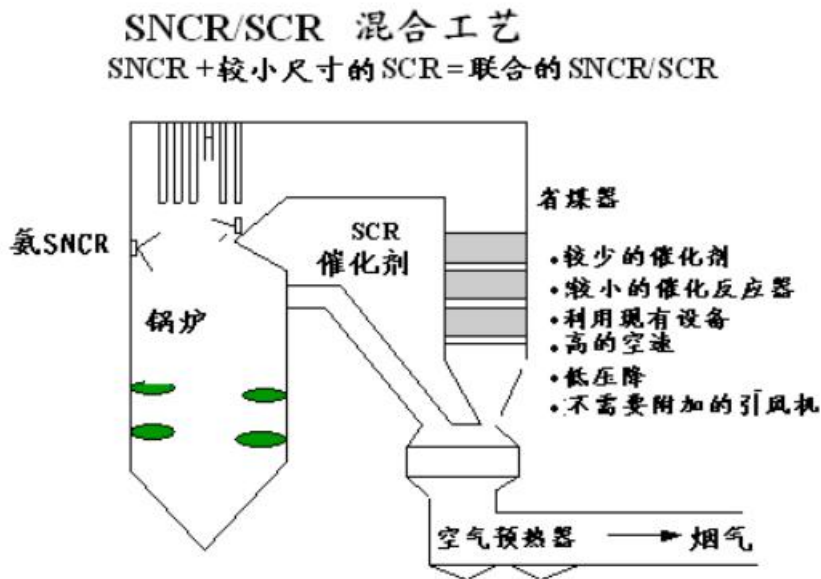 SNCR/SCR 混合工艺
SNCR+较小尺寸的SCR=联合的SNCR/SCR
省煤器
氨SNCR
SCR
催化剂
锅炉
·较少的催化剂
·较小的催化反应器
·利用现有设备
·高的空速
·低压降
·不需要附加的引风机
空气预热器
烟气